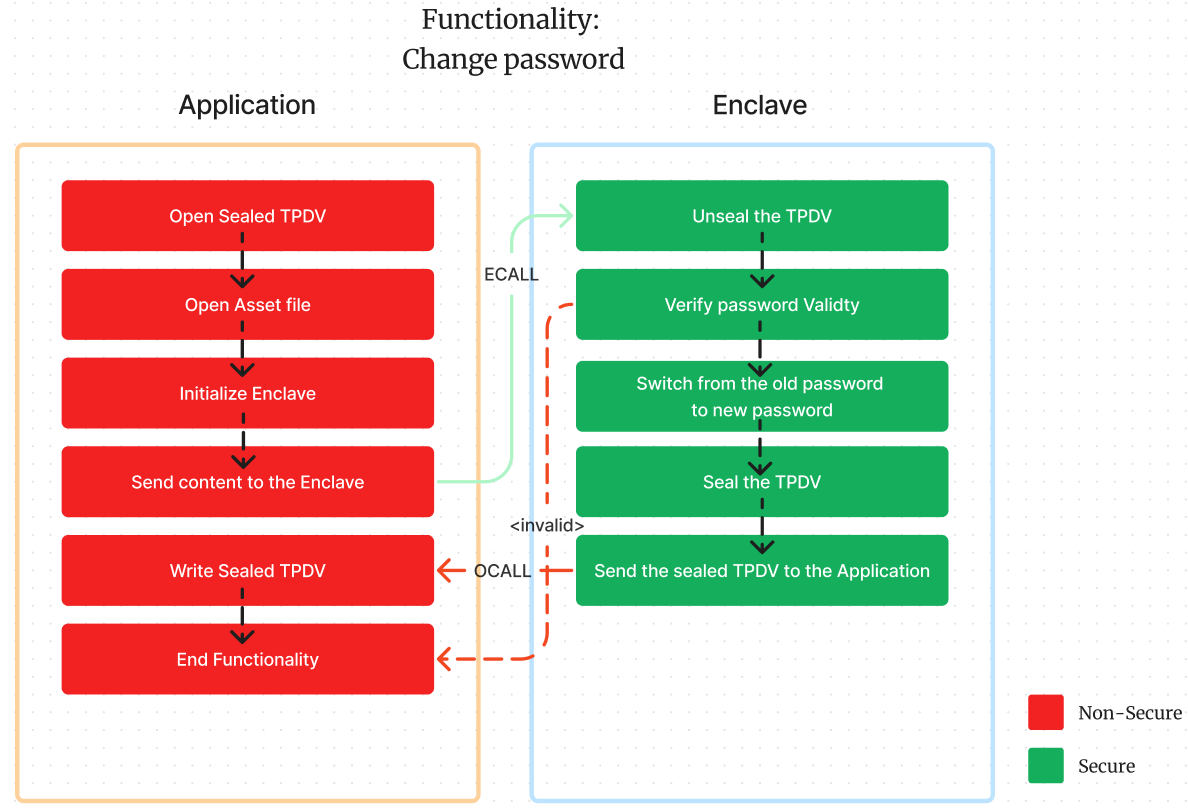 Functionality:
Change password
Application
Enclave
Open Sealed TPDV
Open Asset file
Initialize Enclave
Send content to the Enclave
Write Sealed TPDV
End Functionality
ECALL
<invalid>
OCALL
Unseal the TPDV
Verify password Validty
Switch from the old password
to new password
Seal the TPDV
Send the sealed TPDV to the Application
Non-Secure
Secure